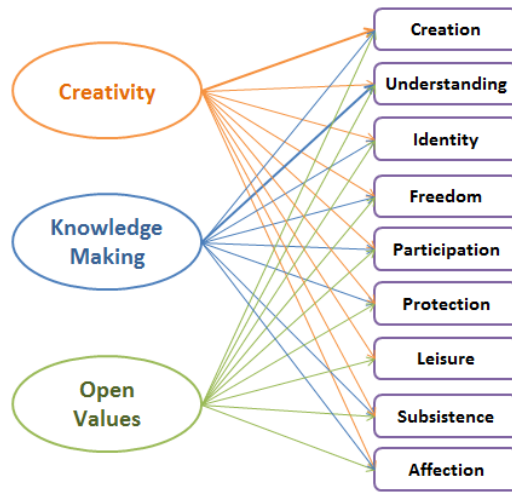 Creativity
Knowledge
Making
Open
Values
Creation
Understanding
Identity
Freedom
Participation
Protection
Leisure
Subsistence
Affection